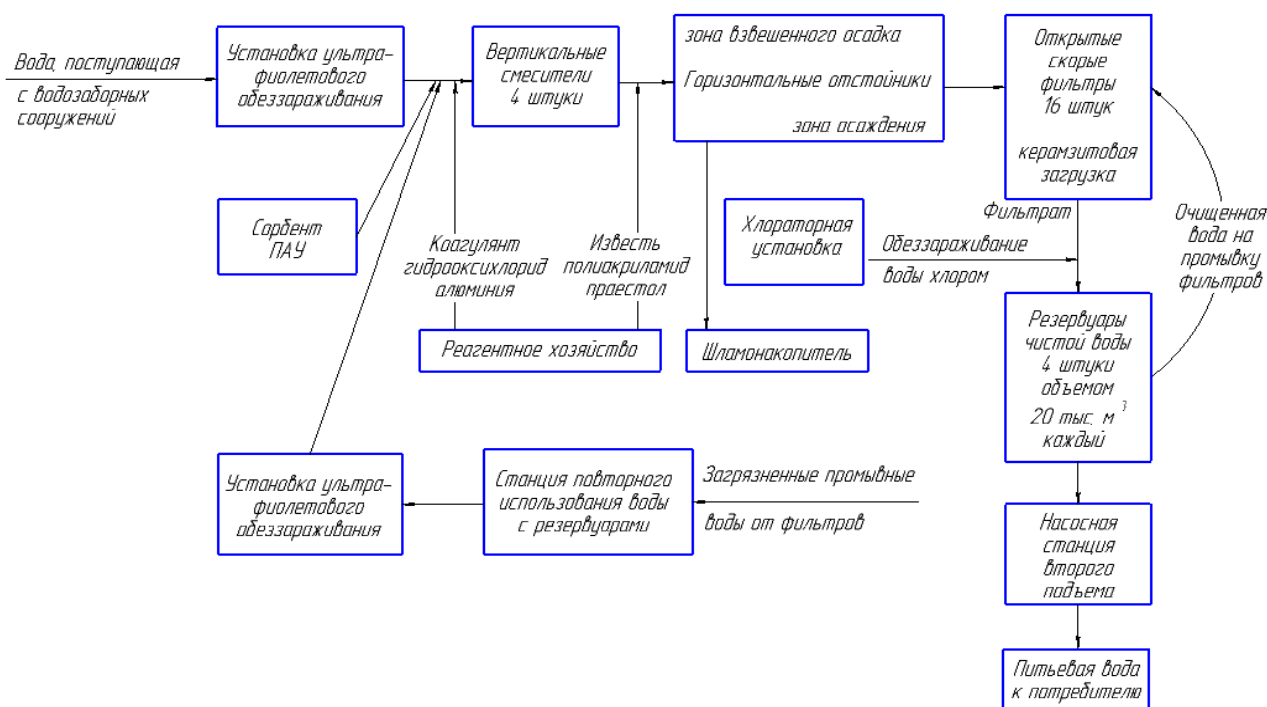 Вода, поступающая
с водозаборных
сооружений
Установка ультра-
фиолетового
обеззараживания
Вертикальные
смесители
4 штуки
зона взвешенного осадка
Горизонтальные отстойники
зона осаждения
Открытые
скорые
фильтры
16 штук
керамзитовая
загрузка
Сорбент
ПАУ
Коагулянт
гидрооксихлорид
алюминия
Известь
полиакриламид
праестол
Хлораторная
установка
Фильтрат
Обеззараживание
воды хлором
Очищенная
вода на
промывку
фильтров
Реагентное хозяйство
Шламонакопитель
Резервуары
чистой воды
4 штуки
объемом
20 тыс. м³
каждый
Установка ультра-
фиолетового
обеззараживания
Станция повторного
использования воды
с резервуарами
Загрязненные промывные
воды от фильтров
Насосная
станция
второго
подъема
Питьевая вода
к потребителю